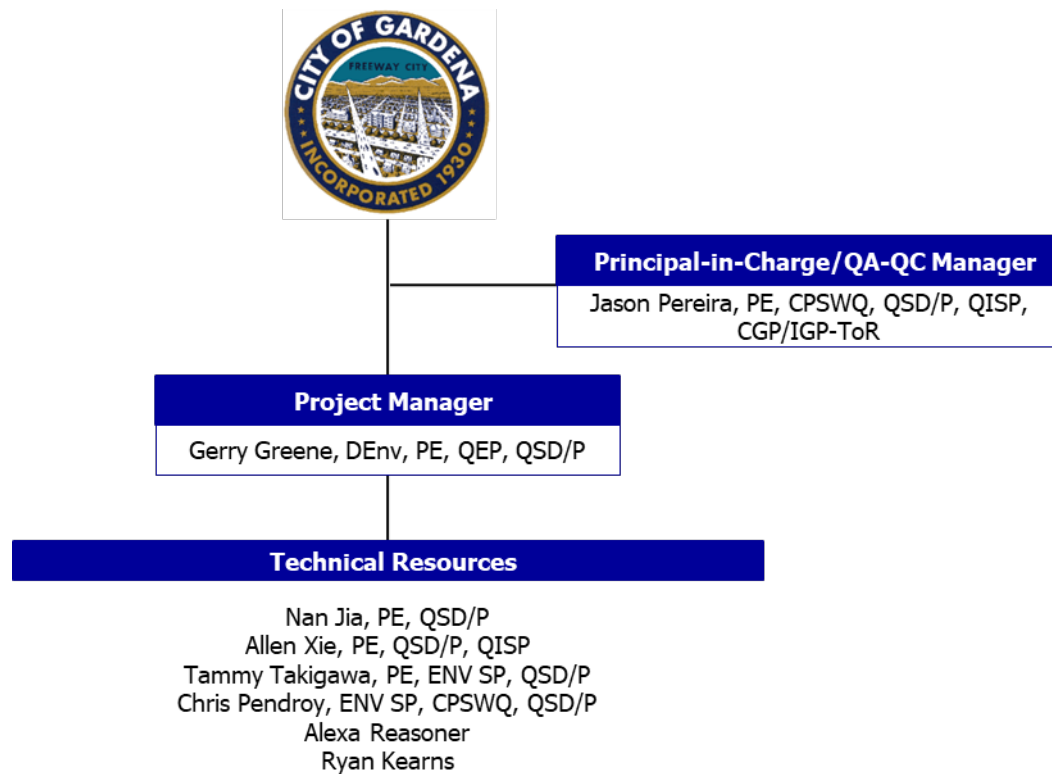 CITY OF GARDENA
FREEWAY CITY
INCORPORATED 1930
Principal-in-Charge/QA-QC Manager
Jason Pereira, PE, CPSWQ, QSD/P, QISP,
CGP/IGP-ToR
Project Manager
Gerry Greene, DEnv, PE, QEP, QSD/P
Technical Resources
Nan Jia, PE, QSD/P
Allen Xie, PE, QSD/P, QISP
Tammy Takigawa, PE, ENV SP, QSD/P
Chris Pendroy, ENV SP, CPSWQ, QSD/P
Alexa Reasoner
Ryan Kearns